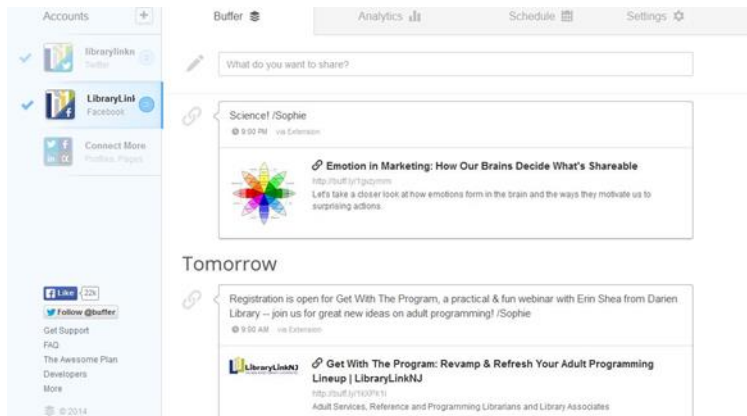 Accounts
+
librarylinkn
Twitter
LibraryLink
Facebook
Connect More
Profiles, Pages
Like 22k
Follow @buffer
Get Support
FAQ
The Awesome Plan
Developers
More
© 2014
Buffer
Analytics
Schedule
Settings
What do you want to share?
Science! /Sophie
9:00 PM via Extension
Emotion in Marketing: How Our Brains Decide What's Shareable
Let's take a closer look at how emotions form in the brain and the ways they motivate us to
surprising actions.
Tomorrow
Registration is open for Get With The Program, a practical & fun webinar with Erin Shea from Darien
Library -- join us for great new ideas on adult programming! /Sophie
9:00 AM via Extension
LibraryLinkNJ
Get With The Program: Revamp & Refresh Your Adult Programming
Lineup | LibraryLinkNJ
Adult Services, Reference and Programming Librarians and Library Associates